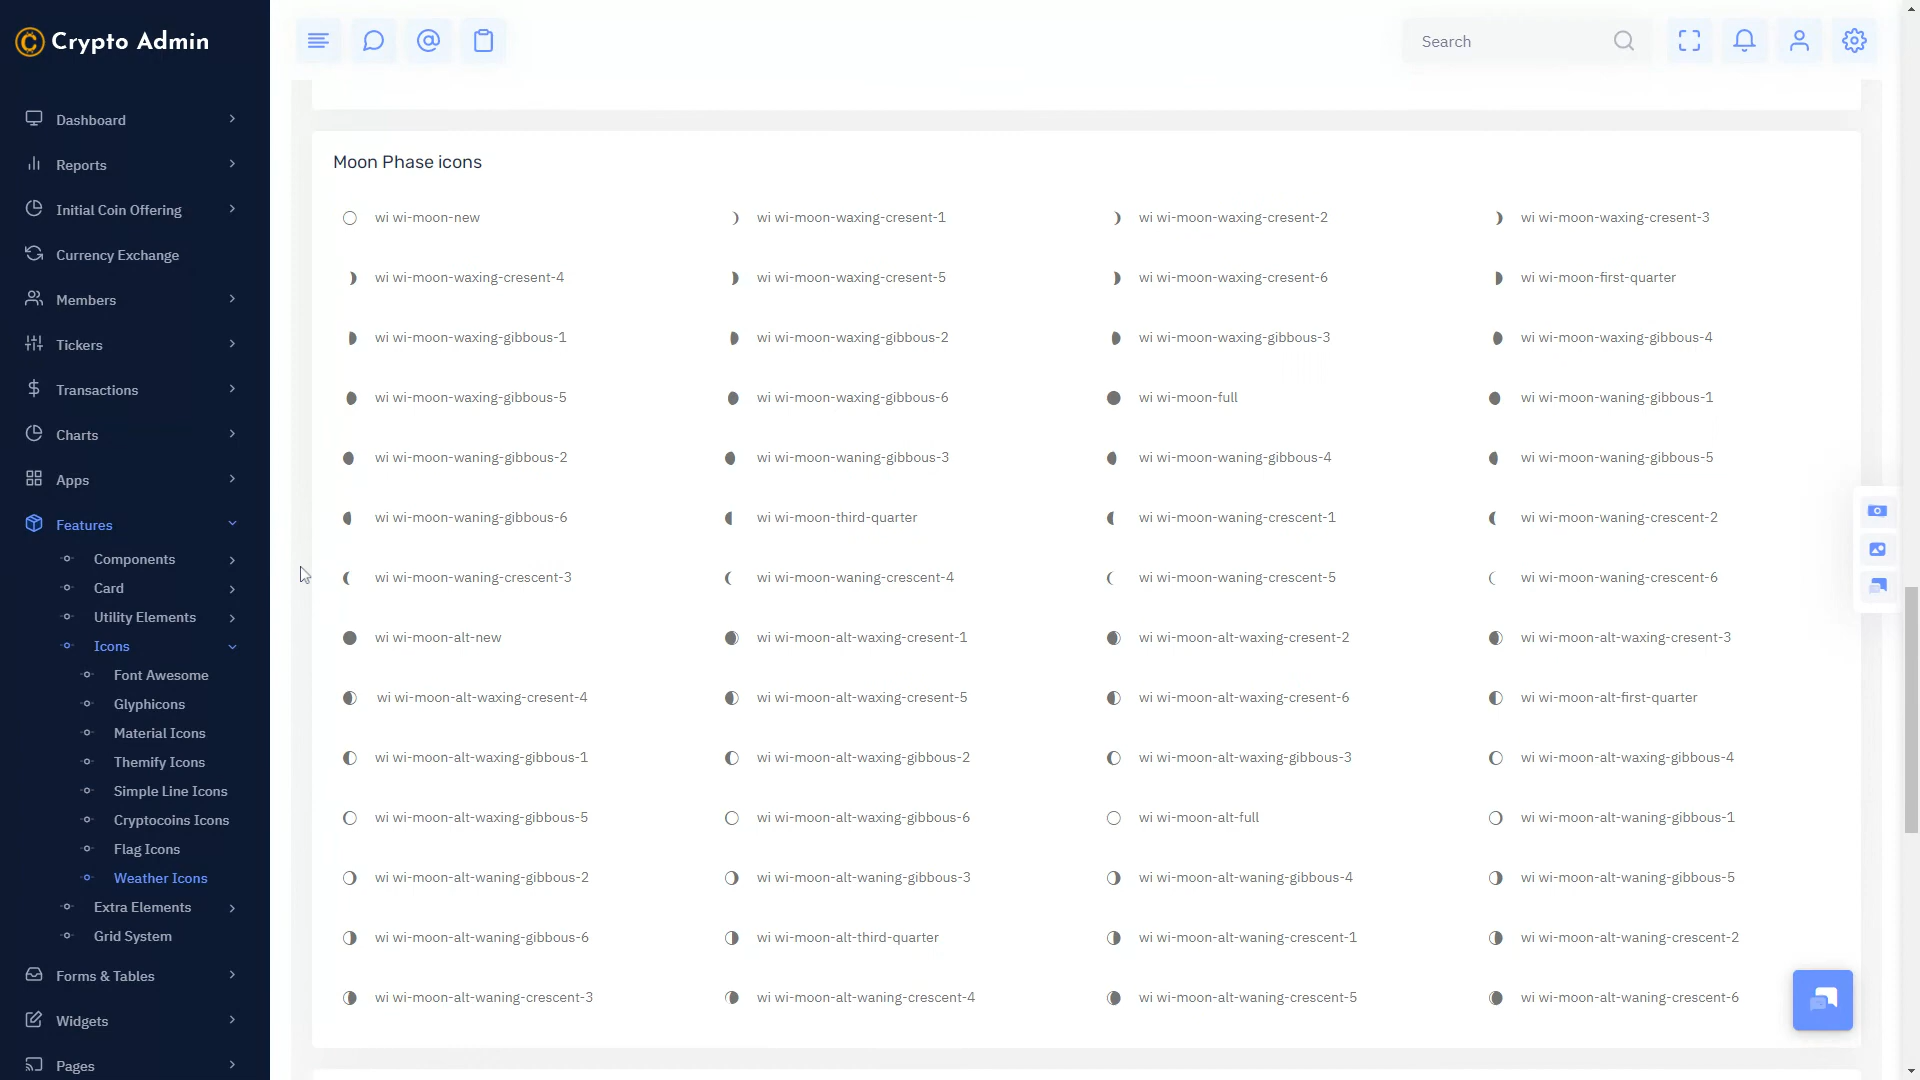 Crypto Admin
Search
Dashboard
Reports
Initial Coin Offering
Currency Exchange
Members
Tickers
Transactions
Charts
Apps
Features
Components
Card
Utility Elements
Icons
Font Awesome
Glyphicons
Material Icons
Themify Icons
Simple Line Icons
Cryptocoins Icons
Flag Icons
Weather Icons
Extra Elements
Grid System
Forms & Tables
Widgets
Pages
Moon Phase icons
wi wi-moon-new wi wi-moon-waxing-cresent-1 wi wi-moon-waxing-cresent-2 wi wi-moon-waxing-cresent-3
wi wi-moon-waxing-cresent-4 wi wi-moon-waxing-cresent-5 wi wi-moon-waxing-cresent-6 wi wi-moon-first-quarter
wi wi-moon-waxing-gibbous-1 wi wi-moon-waxing-gibbous-2 wi wi-moon-waxing-gibbous-3 wi wi-moon-waxing-gibbous-4
wi wi-moon-waxing-gibbous-5 wi wi-moon-waxing-gibbous-6 wi wi-moon-full wi wi-moon-waning-gibbous-1
wi wi-moon-waning-gibbous-2 wi wi-moon-waning-gibbous-3 wi wi-moon-waning-gibbous-4 wi wi-moon-waning-gibbous-5
wi wi-moon-waning-gibbous-6 wi wi-moon-third-quarter wi wi-moon-waning-crescent-1 wi wi-moon-waning-crescent-2
wi wi-moon-waning-crescent-3 wi wi-moon-waning-crescent-4 wi wi-moon-waning-crescent-5 wi wi-moon-waning-crescent-6
wi wi-moon-alt-new wi wi-moon-alt-waxing-cresent-1 wi wi-moon-alt-waxing-cresent-2 wi wi-moon-alt-waxing-cresent-3
wi wi-moon-alt-waxing-cresent-4 wi wi-moon-alt-waxing-cresent-5 wi wi-moon-alt-waxing-cresent-6 wi wi-moon-alt-first-quarter
wi wi-moon-alt-waxing-gibbous-1 wi wi-moon-alt-waxing-gibbous-2 wi wi-moon-alt-waxing-gibbous-3 wi wi-moon-alt-waxing-gibbous-4
wi wi-moon-alt-waxing-gibbous-5 wi wi-moon-alt-waxing-gibbous-6 wi wi-moon-alt-full wi wi-moon-alt-waning-gibbous-1
wi wi-moon-alt-waning-gibbous-2 wi wi-moon-alt-waning-gibbous-3 wi wi-moon-alt-waning-gibbous-4 wi wi-moon-alt-waning-gibbous-5
wi wi-moon-alt-waning-gibbous-6 wi wi-moon-alt-third-quarter wi wi-moon-alt-waning-crescent-1 wi wi-moon-alt-waning-crescent-2
wi wi-moon-alt-waning-crescent-3 wi wi-moon-alt-waning-crescent-4 wi wi-moon-alt-waning-crescent-5 wi wi-moon-alt-waning-crescent-6